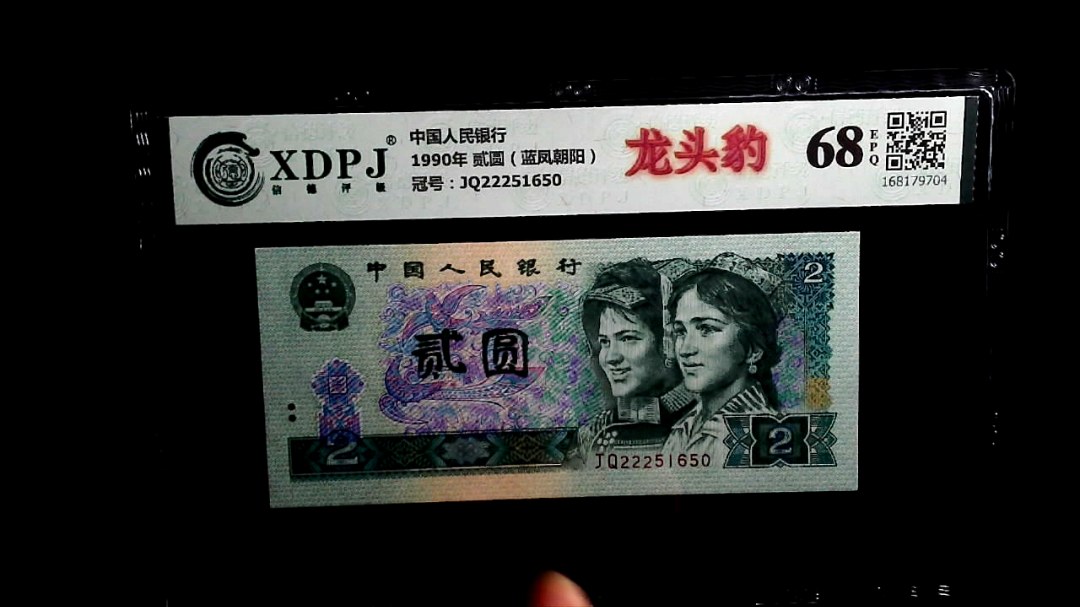 XDPJ®
信德评级
中国人民银行
1990年 贰圆（蓝凤朝阳）
冠号：JQ22251650
龙头豹
68
EPQ
168179704
中国人民银行
2
贰圆
2
2
JQ22251650